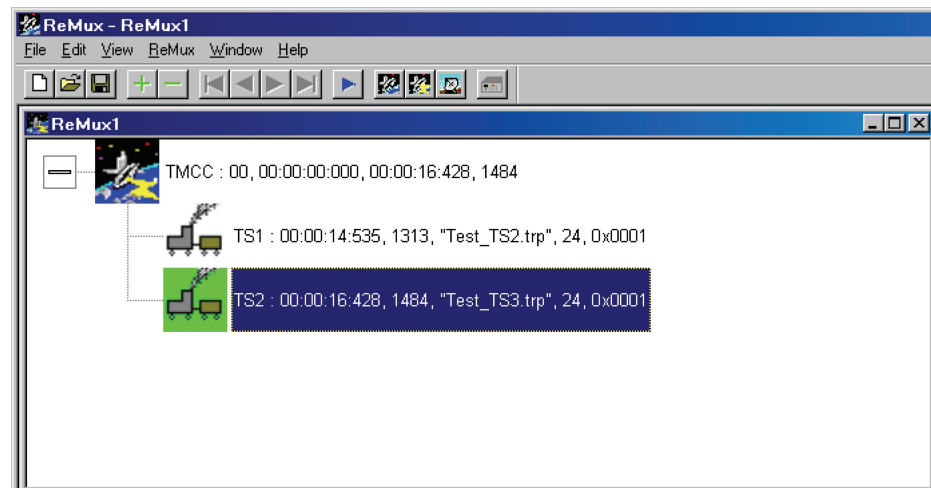 ReMux - ReMux1
File Edit View ReMux Window Help
ReMux1
TMCC : 00, 00:00:00:000, 00:00:16:428, 1484
TS1 : 00:00:14:535, 1313, "Test_TS2.trp", 24, 0x0001
TS2 : 00:00:16:428, 1484, "Test_TS3.trp", 24, 0x0001